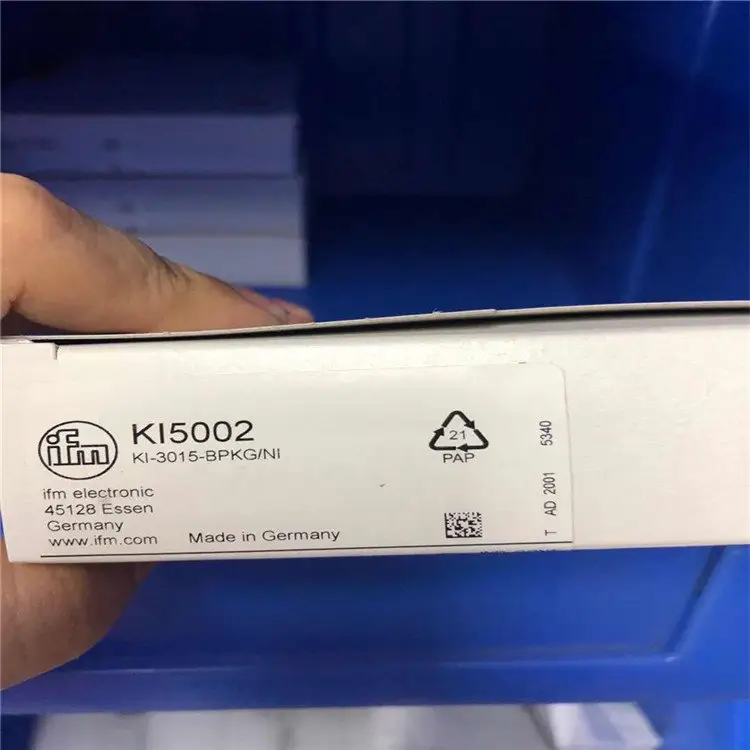 ifm
KI5002
KI-3015-BPKG/NI
ifm electronic
45128 Essen
Germany
www.ifm.com
Made in Germany
21
PAP
T AD 2001 5340